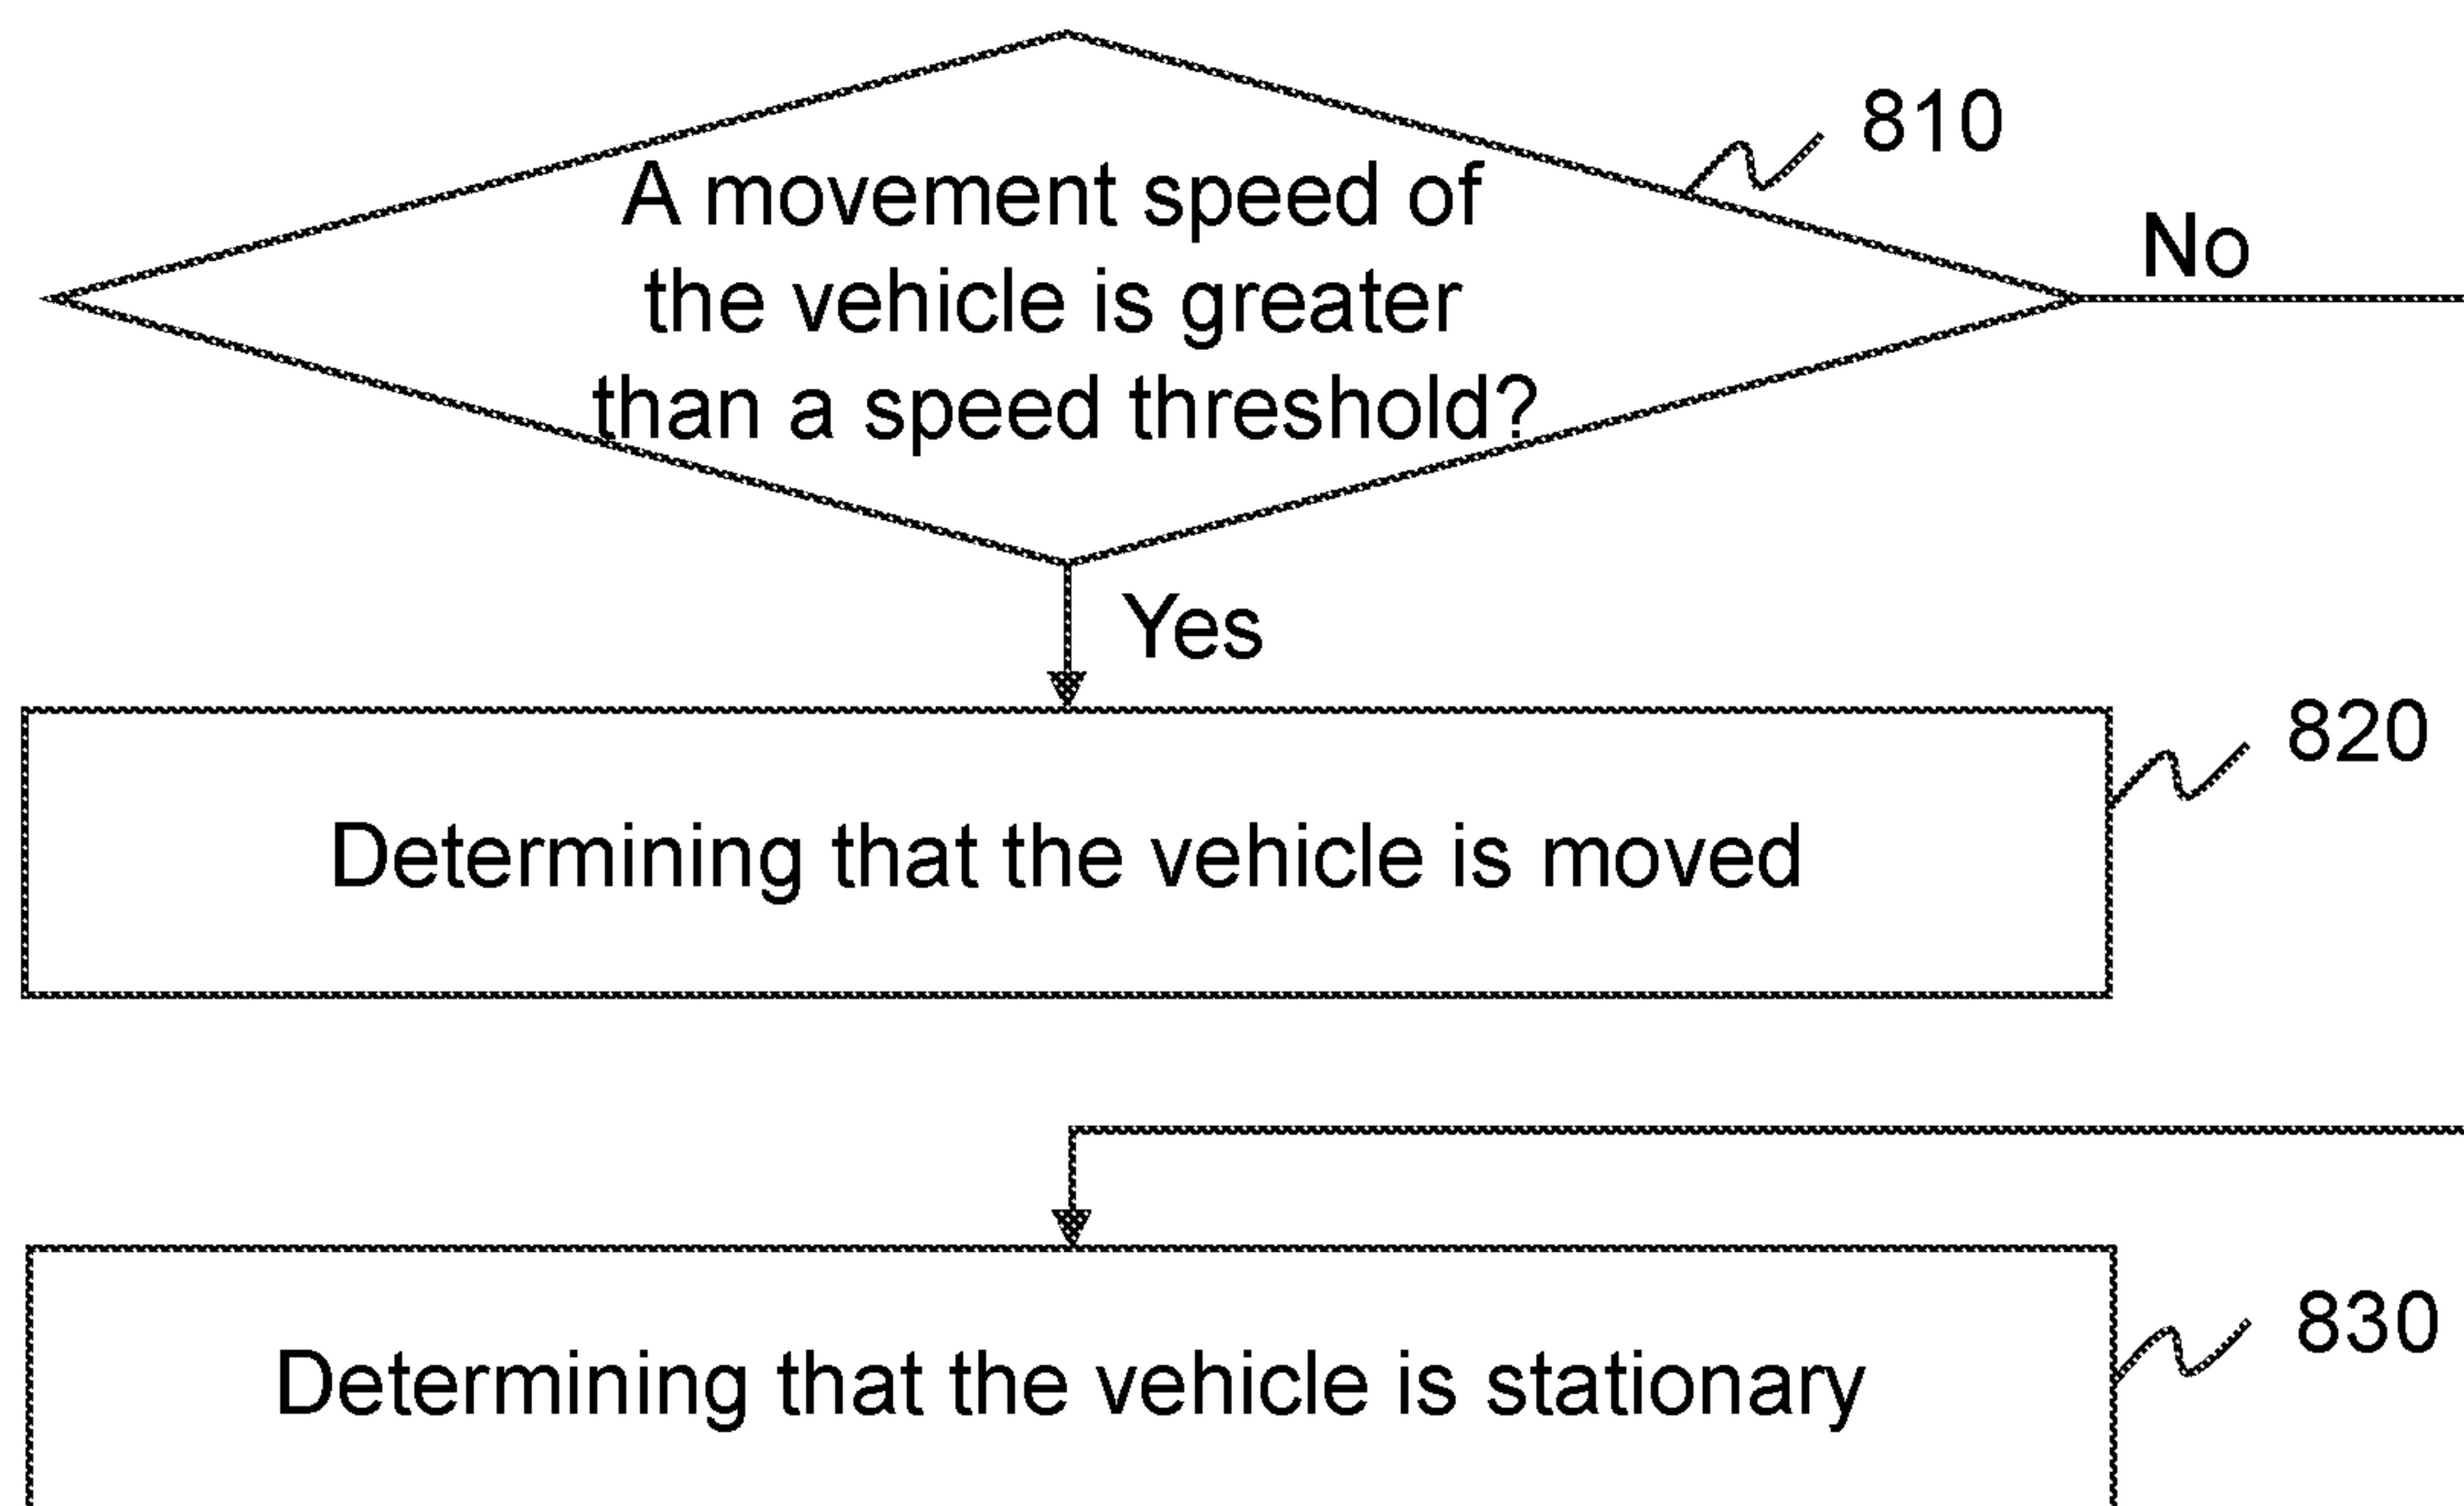 810
A movement speed of
the vehicle is greater
than a speed threshold?
No
Yes
820
Determining that the vehicle is moved
830
Determining that the vehicle is stationary